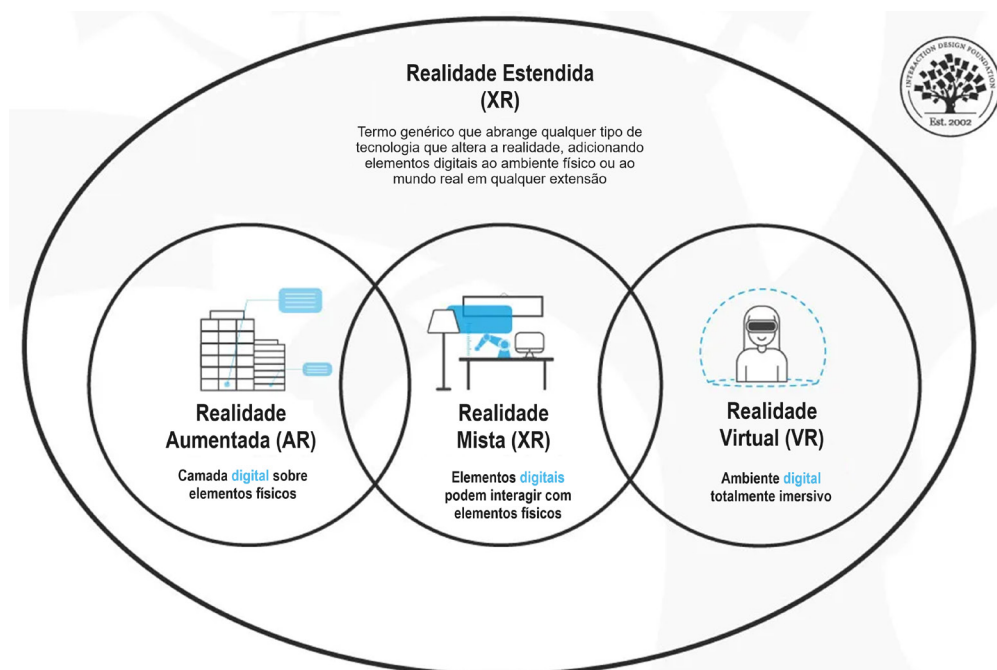 Realidade Estendida
(XR)
Termo genérico que abrange qualquer tipo de
tecnologia que altera a realidade, adicionando
elementos digitais ao ambiente físico ou ao
mundo real em qualquer extensão
INTERACTION DESIGN FOUNDATION
Est. 2002
Realidade
Aumentada (AR)
Camada digital sobre
elementos físicos
Realidade
Mista (XR)
Elementos digitais
podem interagir com
elementos físicos
Realidade
Virtual (VR)
Ambiente digital
totalmente imersivo